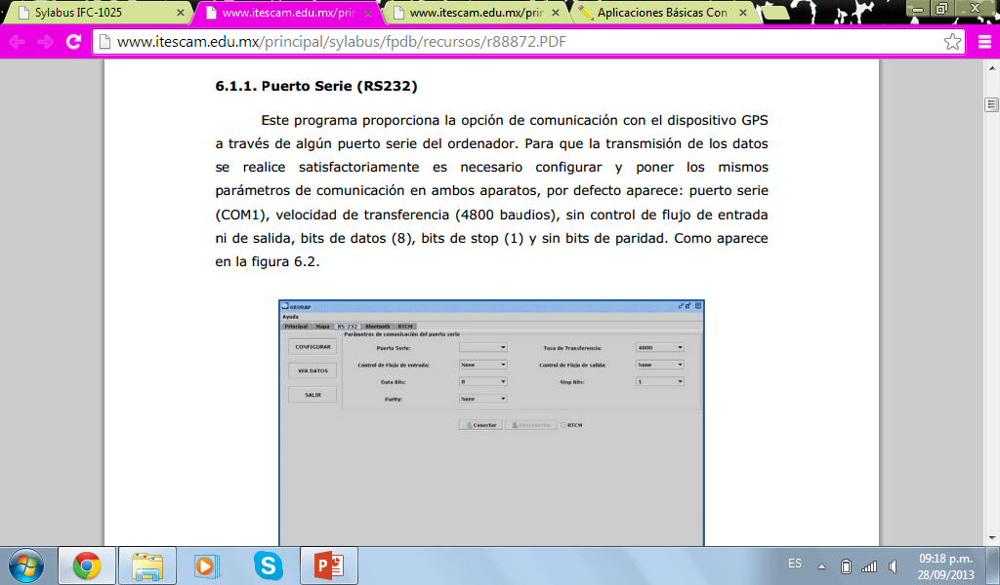 Sylabus IFC-1025
www.itescam.edu.mx/prin
www.itescam.edu.mx/prin
Aplicaciones Básicas Con
www.itescam.edu.mx/principal/sylabus/fpdb/recursos/r88872.PDF
6.1.1. Puerto Serie (RS232)
Este programa proporciona la opción de comunicación con el dispositivo GPS
a través de algún puerto serie del ordenador. Para que la transmisión de los datos
se realice satisfactoriamente es necesario configurar y poner los mismos
parámetros de comunicación en ambos aparatos, por defecto aparece: puerto serie
(COM1), velocidad de transferencia (4800 baudios), sin control de flujo de entrada
ni de salida, bits de datos (8), bits de stop (1) y sin bits de paridad. Como aparece
en la figura 6.2.
GEORAP
Ayuda
Principal Mapa RS-232 Bluetooth RTCM
Parámetros de comunicación del puerto serie
CONFIGURAR Puerto Serie: Tasa de Transferencia: 4800
Control de Flujo de entrada: None Control de Flujo de salida: None
VER DATOS Data Bits: 8 Stop Bits: 1
SALIR Parity: None
Conectar Desconectar RTCM
ES 09:18 p.m.
28/09/2013